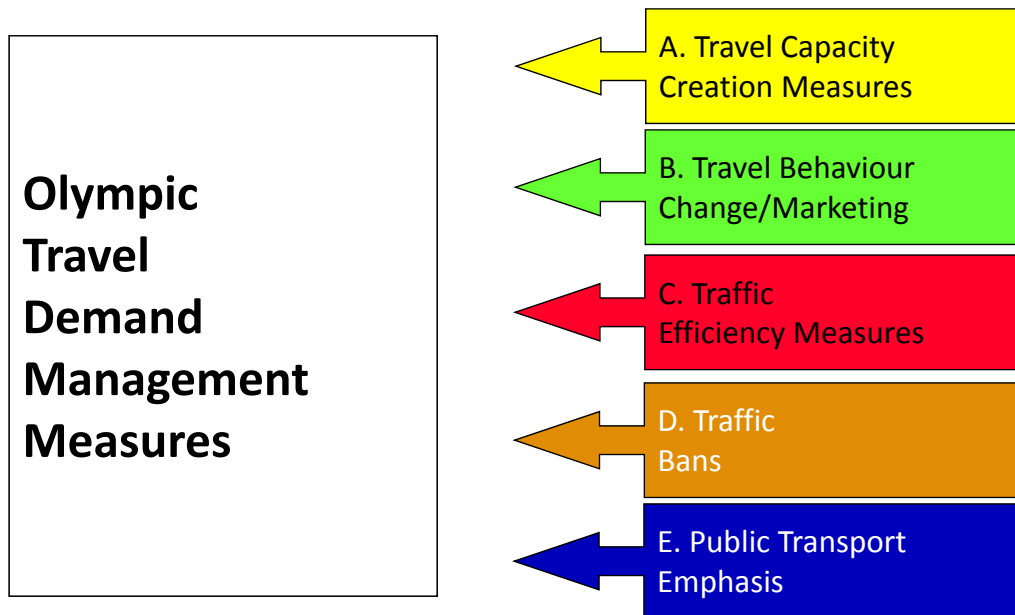 Olympic
Travel
Demand
Management
Measures
A. Travel Capacity
Creation Measures
B. Travel Behaviour
Change/Marketing
C. Traffic
Efficiency Measures
D. Traffic
Bans
E. Public Transport
Emphasis